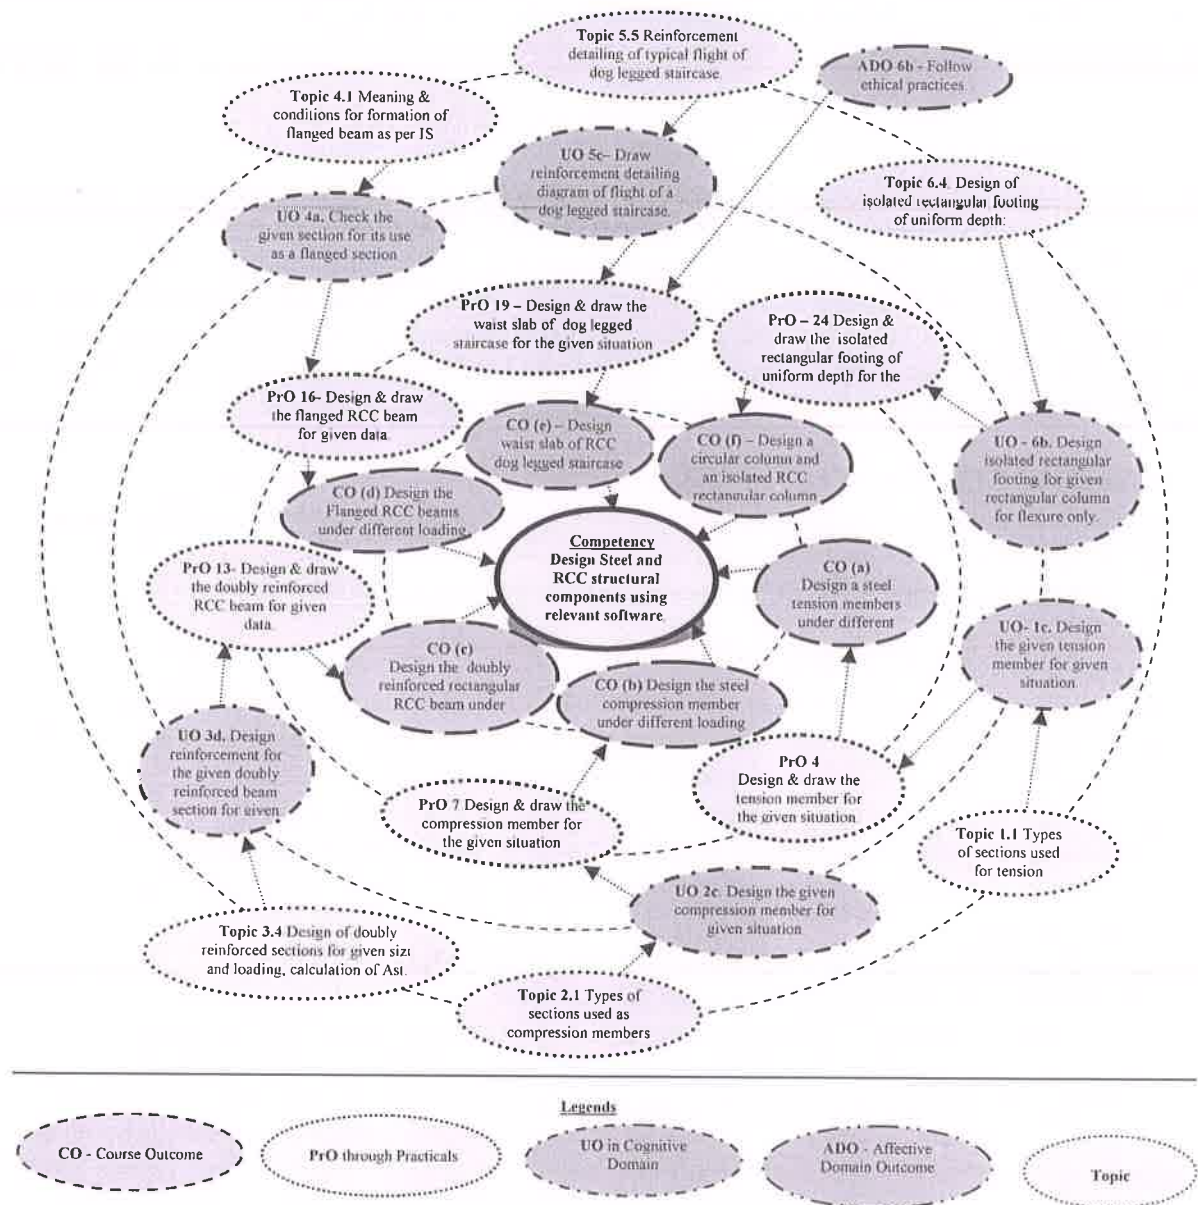 Topic 5.5 Reinforcement
detailing of typical flight of
dog legged staircase.
ADO 6b - Follow
ethical practices.
Topic 4.1 Meaning &
conditions for formation of
flanged beam as per IS
UO 5c– Draw
reinforcement detailing
diagram of flight of a
dog legged staircase.
Topic 6.4. Design of
isolated rectangular footing
of uniform depth:
UO 4a. Check the
given section for its use
as a flanged section
PrO 19 – Design & draw the
waist slab of dog legged
staircase for the given situation
PrO – 24 Design &
draw the isolated
rectangular footing of
uniform depth for the
PrO 16- Design & draw
the flanged RCC beam
for given data.
CO (e) – Design
waist slab of RCC
dog legged staircase
CO (f) – Design a
circular column and
an isolated RCC
rectangular column
UO - 6b. Design
isolated rectangular
footing for given
rectangular column
for flexure only.
CO (d) Design the
Flanged RCC beams
under different loading
Competency
Design Steel and
RCC structural
components using
relevant software
PrO 13- Design & draw
the doubly reinforced
RCC beam for given
data.
CO (a)
Design a steel
tension members
under different
UO- 1c. Design
the given tension
member for given
situation.
CO (c)
Design the doubly
reinforced rectangular
RCC beam under
CO (b) Design the steel
compression member
under different loading
UO 3d. Design
reinforcement for
the given doubly
reinforced beam
section for given
PrO 4
Design & draw the
tension member for
the given situation
PrO 7 Design & draw the
compression member for
the given situation
Topic 1.1 Types
of sections used
for tension
UO 2c. Design the given
compression member for
given situation
Topic 3.4 Design of doubly
reinforced sections for given size
and loading, calculation of Ast.
Topic 2.1 Types of
sections used as
compression members
Legends
CO - Course Outcome
PrO through Practicals
UO in Cognitive
Domain
ADO - Affective
Domain Outcome
Topic